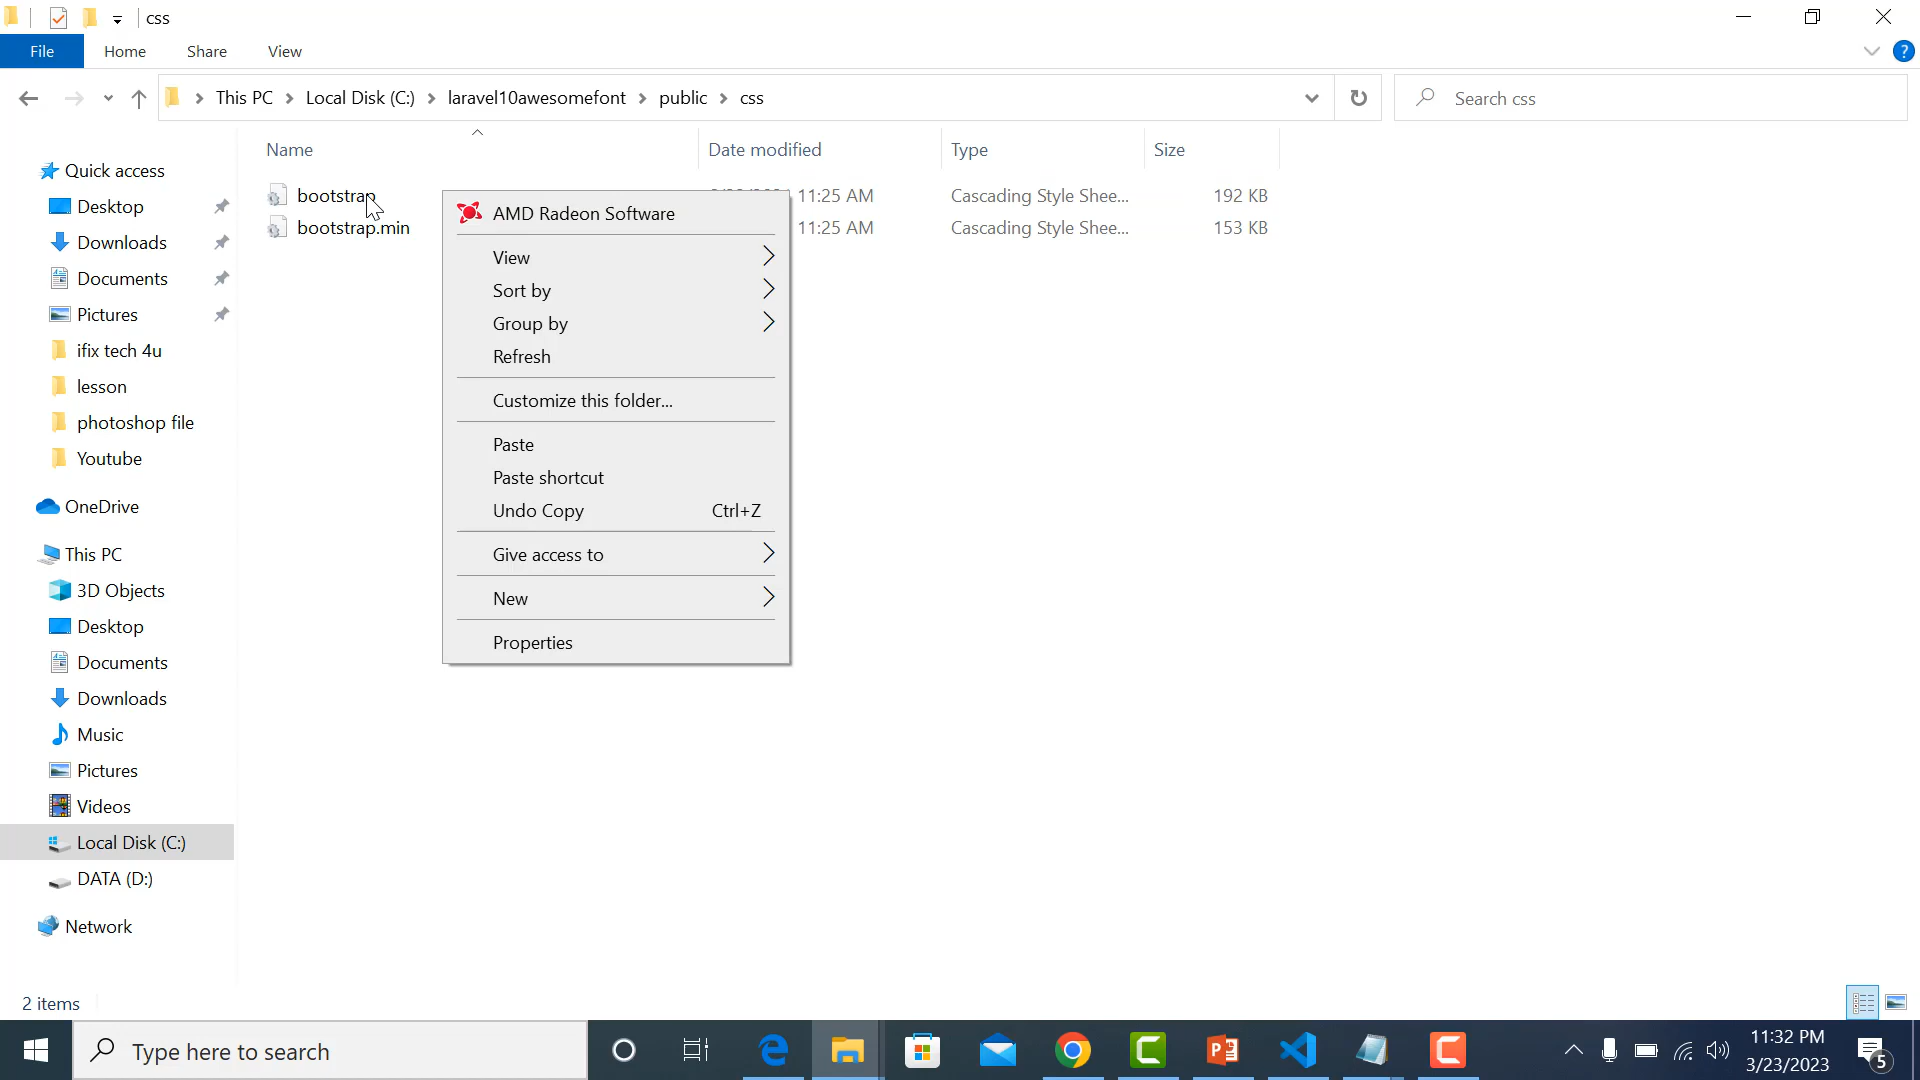 css
File Home Share View
This PC Local Disk (C:) laravel10awesomefont public css
Search css
Name Date modified Type Size
bootstrap 11:25 AM Cascading Style Shee... 192 KB
bootstrap.min 11:25 AM Cascading Style Shee... 153 KB
Quick access
Desktop
Downloads
Documents
Pictures
ifix tech 4u
lesson
photoshop file
Youtube
OneDrive
This PC
3D Objects
Desktop
Documents
Downloads
Music
Pictures
Videos
Local Disk (C:)
DATA (D:)
Network
AMD Radeon Software
View
Sort by
Group by
Refresh
Customize this folder...
Paste
Paste shortcut
Undo Copy Ctrl+Z
Give access to
New
Properties
2 items
Type here to search
11:32 PM
3/23/2023
5